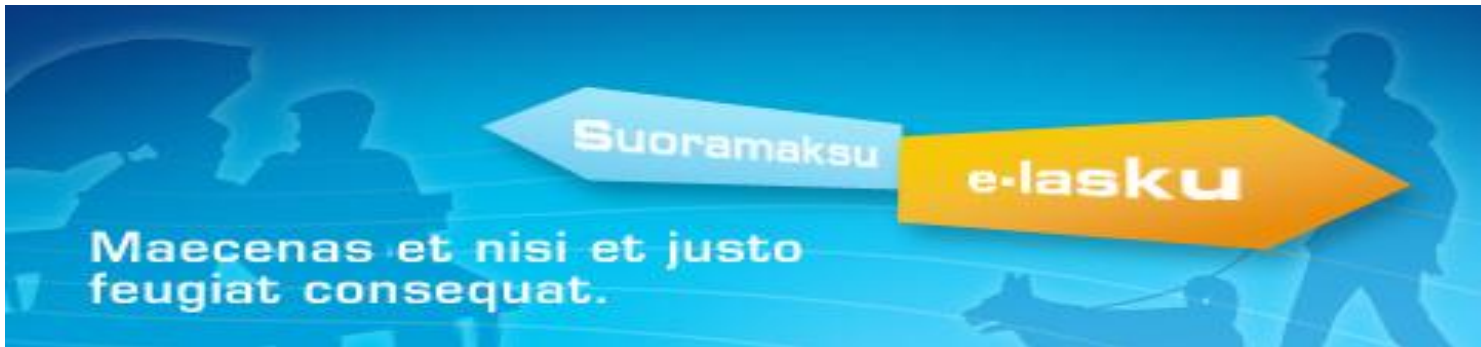 Suoramaksu
e-lasku
Maecenas et nisi et justo
feugiat consequat.